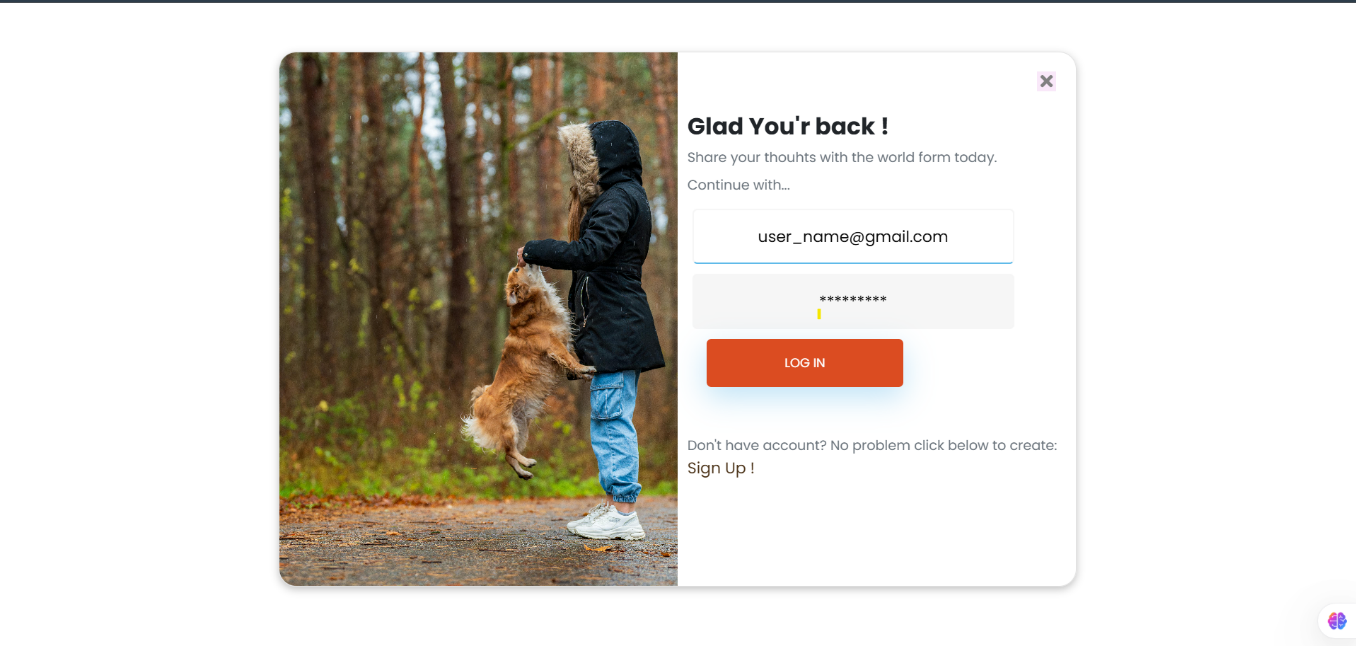 Glad You'r back !
Share your thouhts with the world form today.
Continue with...
user_name@gmail.com
*********
LOG IN
Don't have account? No problem click below to create:
Sign Up !